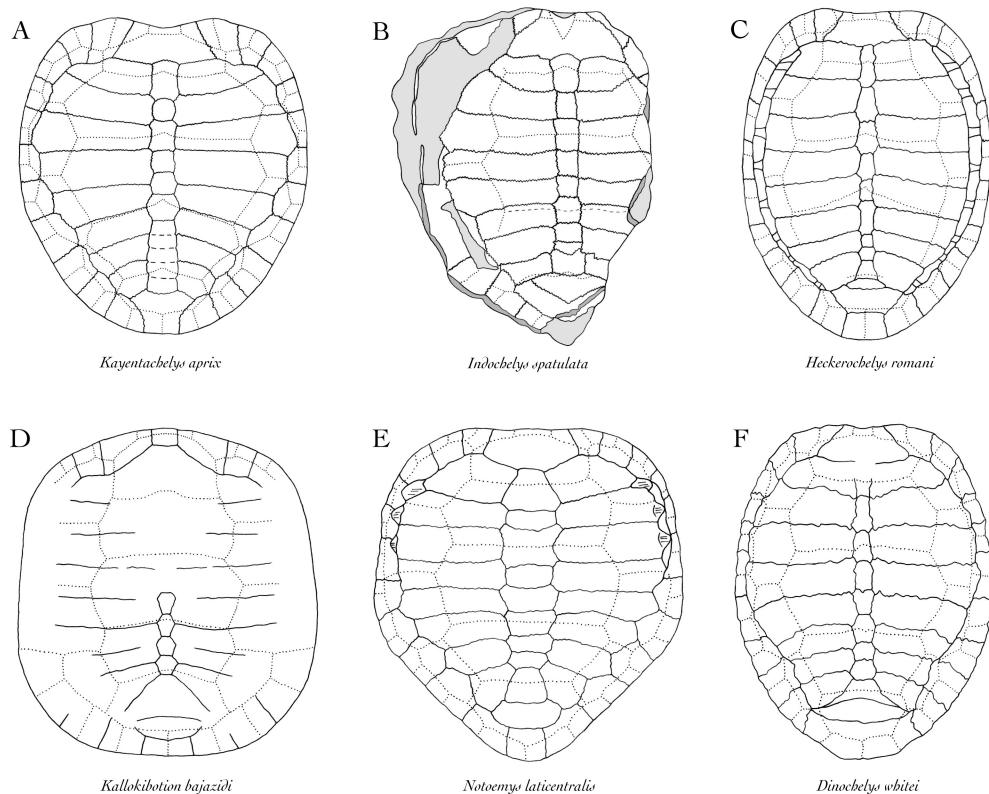 A
B
C
Kayentachelys aprix
Indochelys spatulata
Heckerochelys romani
D
E
F
Kallokibotion bajazidi
Notoemys laticentralis
Dinochelys whitei